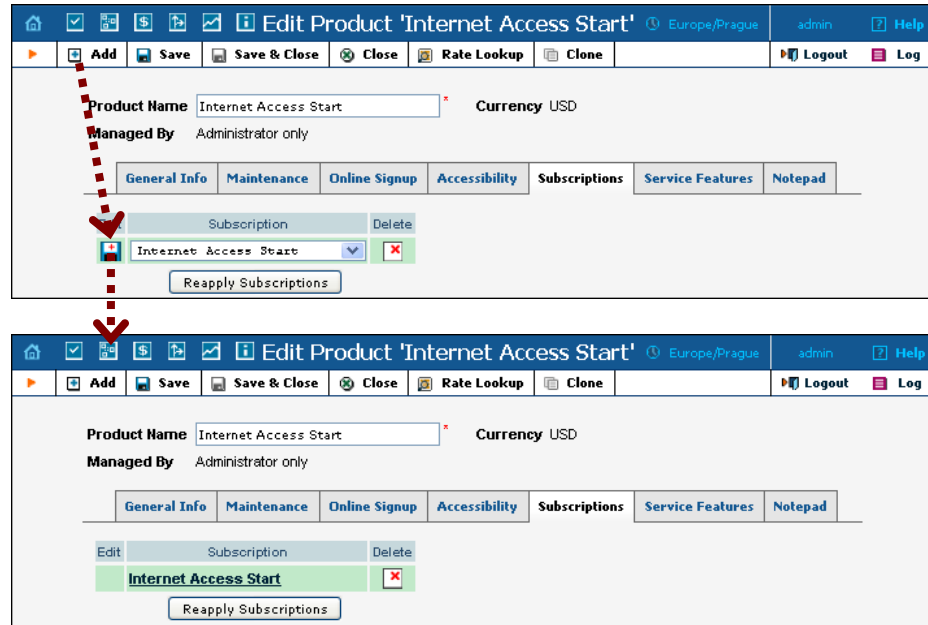 Edit Product 'Internet Access Start' Europe/Prague admin ? Help
Add Save Save & Close Close Rate Lookup Clone Logout Log
Product Name Internet Access Start * Currency USD
Managed By Administrator only
General Info Maintenance Online Signup Accessibility Subscriptions Service Features Notepad
Subscription Delete
Internet Access Start
Reapply Subscriptions
Edit Product 'Internet Access Start' Europe/Prague admin ? Help
Add Save Save & Close Close Rate Lookup Clone Logout Log
Product Name Internet Access Start * Currency USD
Managed By Administrator only
General Info Maintenance Online Signup Accessibility Subscriptions Service Features Notepad
Edit Subscription Delete
Internet Access Start
Reapply Subscriptions